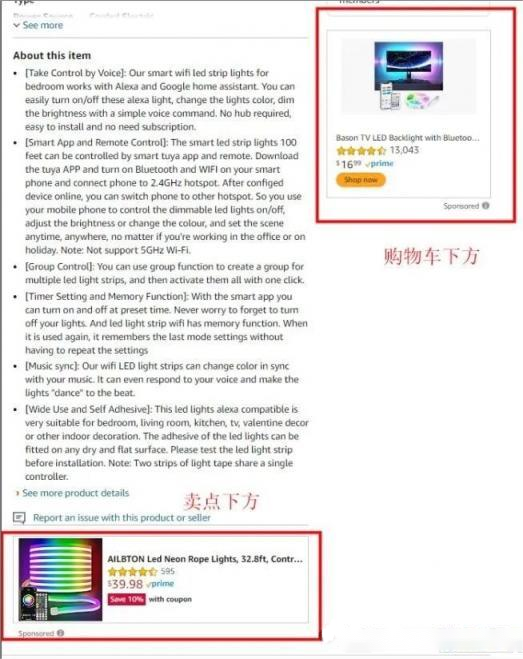 Type
Power Source Corded Electric
See more
About this item
• [Take Control by Voice]: Our smart wifi led strip lights for
bedroom works with Alexa and Google home assistant. You can
easily turn on/off these alexa light, change the lights color, dim
the brightness with a simple voice command. No hub required,
easy to install and no need subscription.
• [Smart App and Remote Control]: The smart led strip lights 100
feet can be controlled by smart tuya app and remote. Download
the tuya APP and turn on Bluetooth and WIFI on your smart
phone and connect phone to 2.4GHz hotspot. After configed
device online, you can switch phone to other hotspot. So you use
your mobile phone to control the dimmable led lights on/off,
adjust the brightness or change the colour, and set the scene
anytime, anywhere, no matter if you're working in the office or on
holiday. Note: Not support 5GHz Wi-Fi.
• [Group Control]: You can use group function to create a group for
multiple led light strips, and then activate them all with one click.
• [Timer Setting and Memory Function]: With the smart app you
can turn on and off at preset time. Never worry to forget to turn
off your lights. And led light strip wifi has memory function. When
it is used again, it remembers the last mode settings without
having to repeat the settings
• [Music sync]: Our wifi LED light strips can change color in sync
with your music. It can even respond to your voice and make the
lights "dance" to the beat.
• [Wide Use and Self Adhesive]: This led lights alexa compatible is
very suitable for bedroom, living room, kitchen, tv, valentine decor
or other indoor decoration. The adhesive of the led lights can be
fitted on any dry and flat surface. Please test the led light strip
before installation. Note: Two strips of light tape share a single
controller.
› See more product details
卖点下方
Report an issue with this product or seller
AILBTON Led Neon Rope Lights, 32.8ft, Contr...
595
$39.98 prime
Save 10% with coupon
Sponsored
members
Bason TV LED Backlight with Bluetoo...
13,043
$1699 prime
Shop now
Sponsored
购物车下方